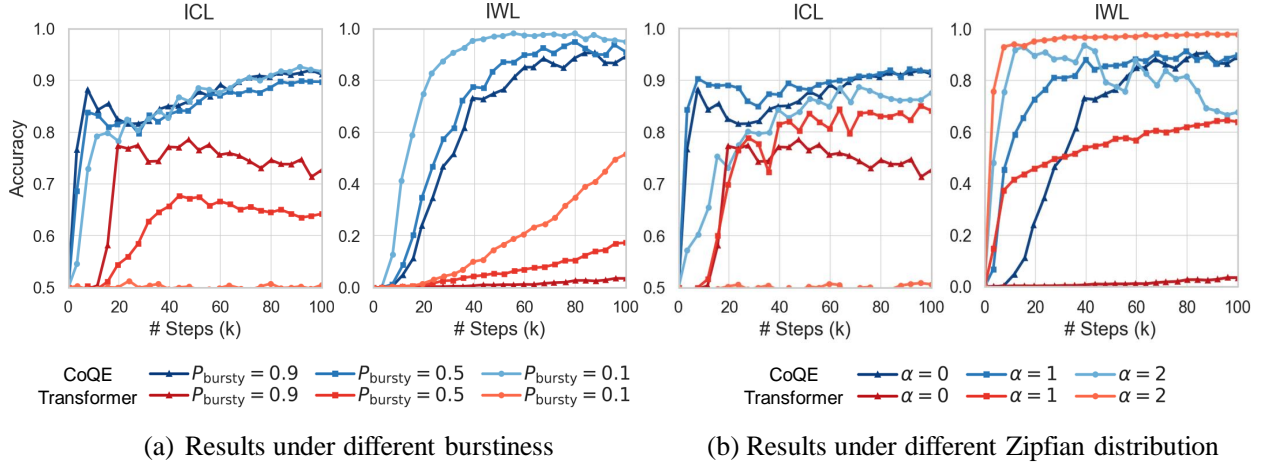 ICL
IWL
ICL
IWL
Accuracy
1.0
0.9
0.8
0.7
0.6
0.5
1.0
0.8
0.6
0.4
0.2
0.0
1.0
0.9
0.8
0.7
0.6
0.5
1.0
0.8
0.6
0.4
0.2
0.0
0 20 40 60 80 100
0 20 40 60 80 100
0 20 40 60 80 100
0 20 40 60 80 100
# Steps (k)
# Steps (k)
# Steps (k)
# Steps (k)
CoQE P_bursty = 0.9 P_bursty = 0.5 P_bursty = 0.1
Transformer P_bursty = 0.9 P_bursty = 0.5 P_bursty = 0.1
CoQE α = 0 α = 1 α = 2
Transformer α = 0 α = 1 α = 2
(a) Results under different burstiness
(b) Results under different Zipfian distribution